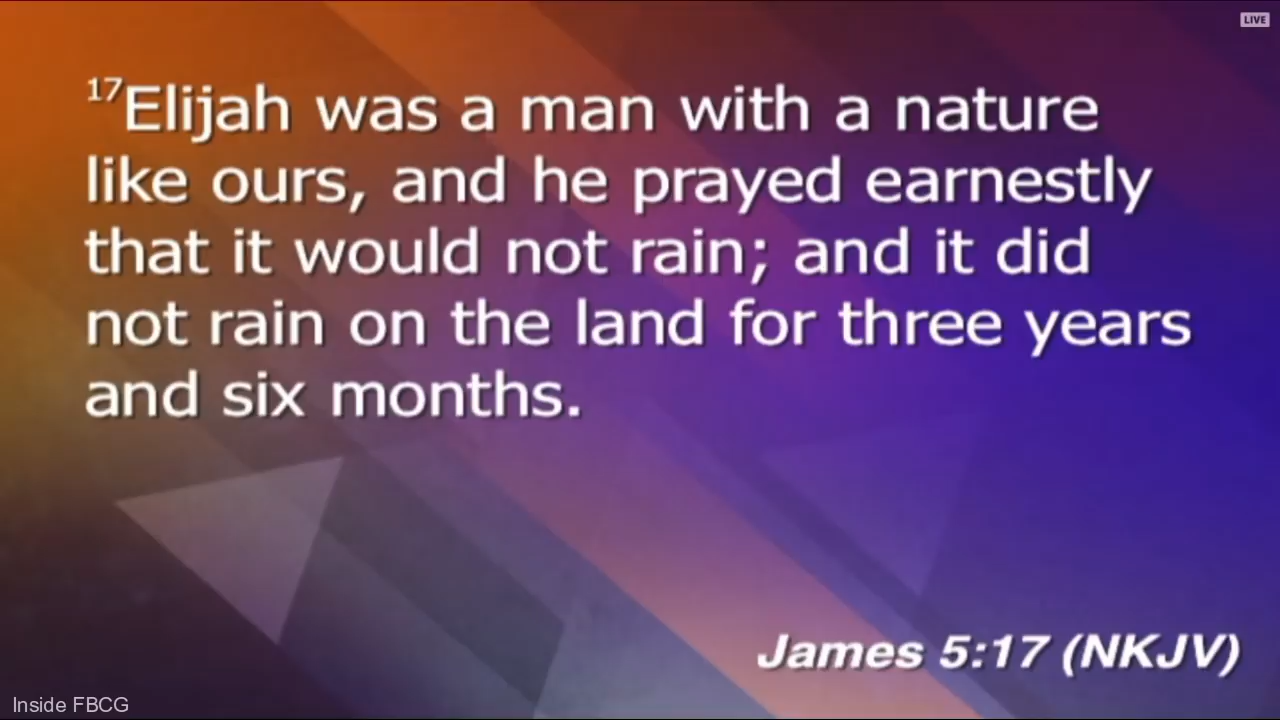 LIVE
17Elijah was a man with a nature
like ours, and he prayed earnestly
that it would not rain; and it did
not rain on the land for three years
and six months.
James 5:17 (NKJV)
Inside FBCG